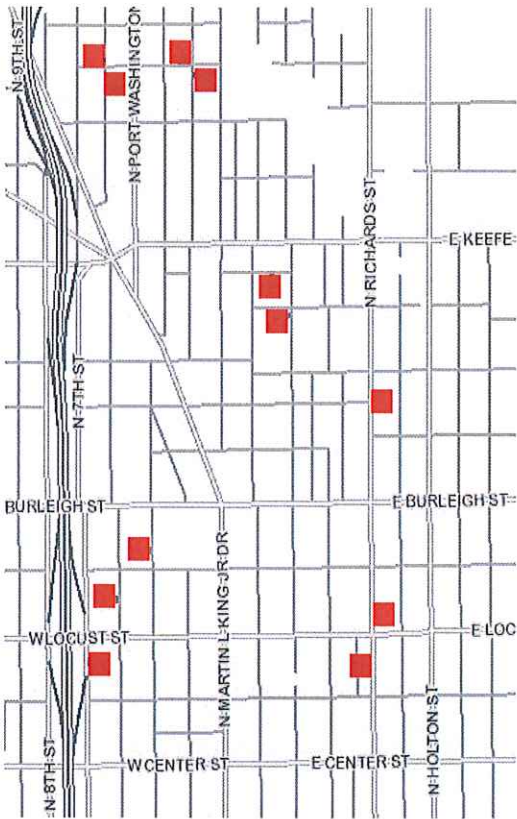 N 9TH ST
N PORT WASHINGTON
N RICHARDS ST
E KEEFE
N 7TH ST
BURLEIGH ST
E BURLEIGH ST
N MARTIN L KING JR DR
W LOCUST ST
E LOC
N HOLTON ST
N 8TH ST
W CENTER ST
E CENTER ST